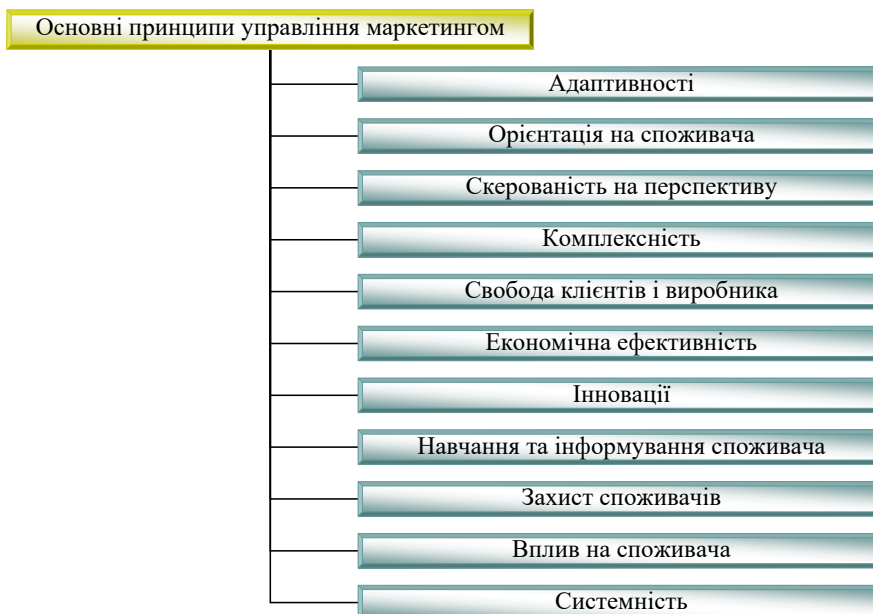 Основні принципи управління маркетингом
Адаптивності
Орієнтація на споживача
Скерованість на перспективу
Комплексність
Свобода клієнтів і виробника
Економічна ефективність
Інновації
Навчання та інформування споживача
Захист споживачів
Вплив на споживача
Системність